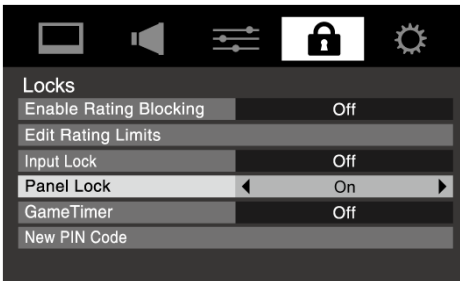 Locks
Enable Rating Blocking Off
Edit Rating Limits
Input Lock Off
Panel Lock On
GameTimer Off
New PIN Code